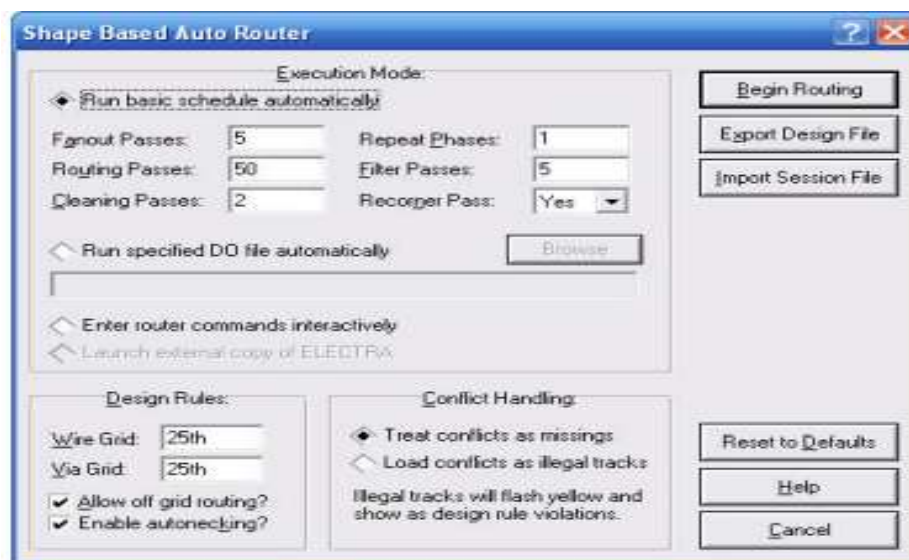 Shape Based Auto Router
Execution Mode:
Run basic schedule automatically
Begin Routing
Fanout Passes: 5 Repeat Phases: 1
Export Design File
Routing Passes: 50 Filter Passes: 5
Import Session File
Cleaning Passes: 2 Recorner Pass: Yes
Run specified DO file automatically Browse
Enter router commands interactively
Launch external copy of ELECTRA
Design Rules:
Wire Grid: 25th
Via Grid: 25th
Allow off grid routing?
Enable autonecking?
Conflict Handling:
Treat conflicts as missings
Load conflicts as illegal tracks
Illegal tracks will flash yellow and
show as design rule violations.
Reset to Defaults
Help
Cancel